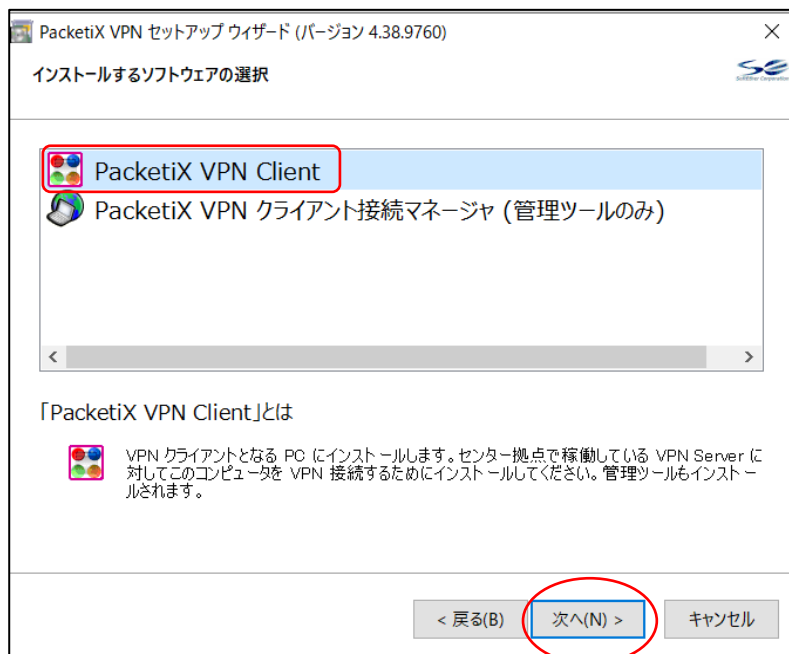 PacketiX VPN セットアップ ウィザード (バージョン 4.38.9760)
インストールするソフトウェアの選択
PacketiX VPN Client
PacketiX VPN クライアント接続マネージャ (管理ツールのみ)
「PacketiX VPN Client」とは
VPN クライアントとなる PC にインストールします。センター拠点で稼働している VPN Server に
対してこのコンピュータを VPN 接続するためにインストールしてください。管理ツールもインストー
ルされます。
< 戻る(B)
次へ(N) >
キャンセル